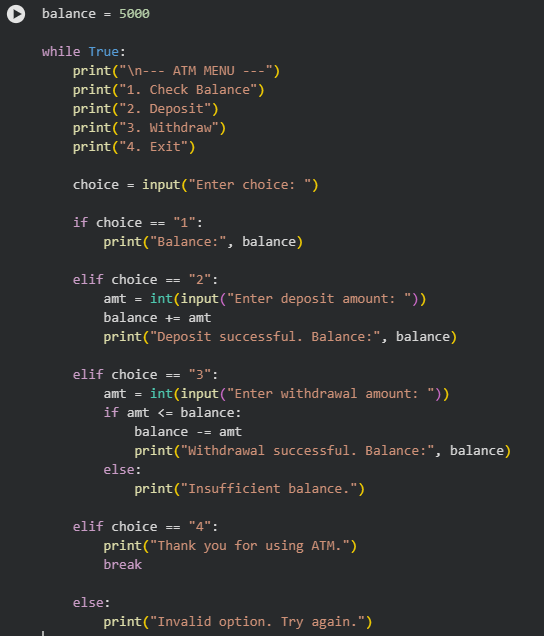 balance = 5000

while True:
    print("\n--- ATM MENU ---")
    print("1. Check Balance")
    print("2. Deposit")
    print("3. Withdraw")
    print("4. Exit")

    choice = input("Enter choice: ")

    if choice == "1":
        print("Balance:", balance)

    elif choice == "2":
        amt = int(input("Enter deposit amount: "))
        balance += amt
        print("Deposit successful. Balance:", balance)

    elif choice == "3":
        amt = int(input("Enter withdrawal amount: "))
        if amt <= balance:
            balance -= amt
            print("Withdrawal successful. Balance:", balance)
        else:
            print("Insufficient balance.")

    elif choice == "4":
        print("Thank you for using ATM.")
        break

    else:
        print("Invalid option. Try again.")